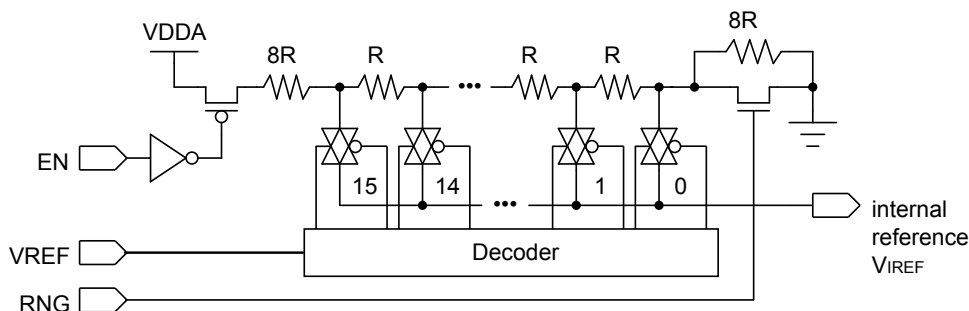 8R
VDDA
8R
R
R
R
...
EN
15
14
1
0
...
internal
reference
VIREF
VREF
Decoder
RNG